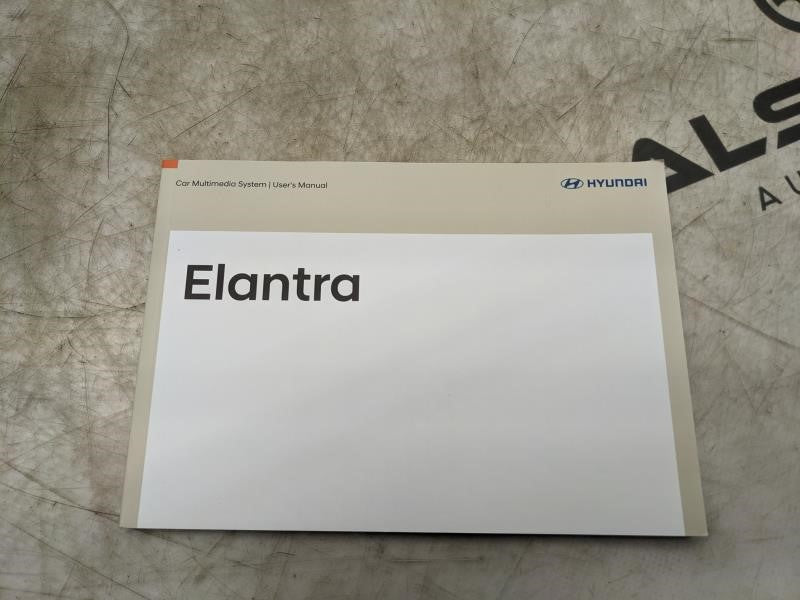 Car Multimedia System | User's Manual
HYUNDAI
Elantra
ALS
AU